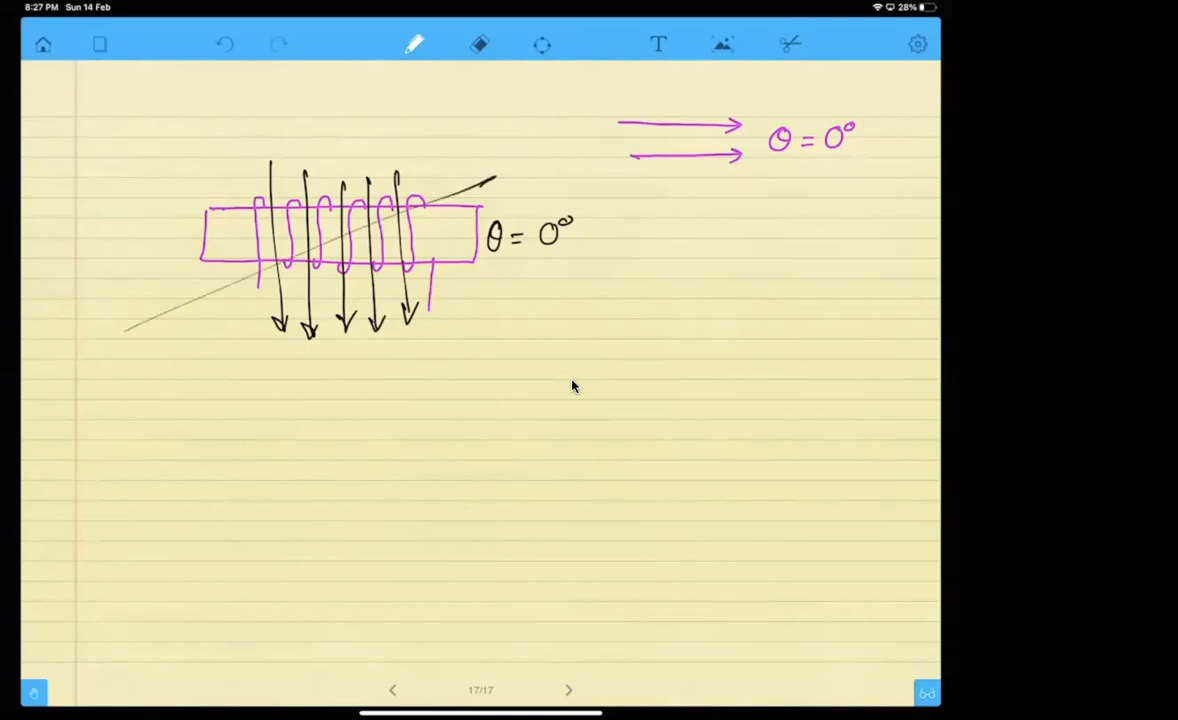 8:27 PM Sun 14 Feb
28%
T
θ = 0°
θ = 0°
17/17